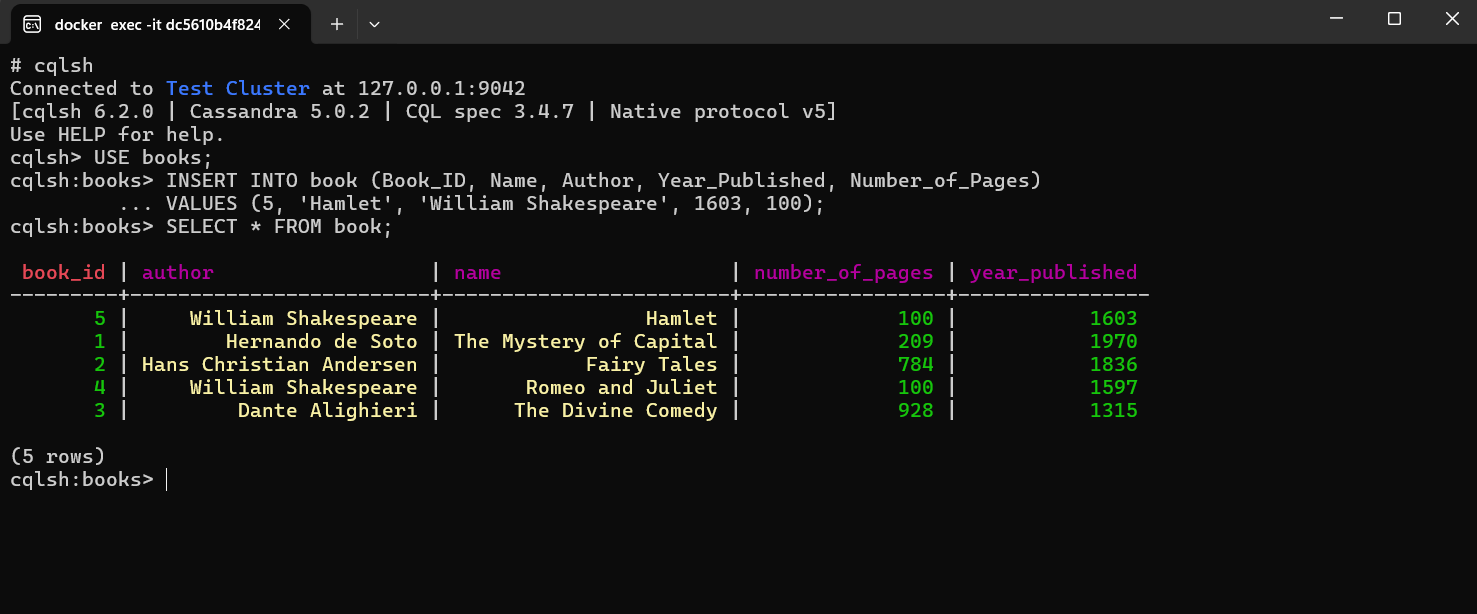 docker exec -it dc5610b4f824
# cqlsh
Connected to Test Cluster at 127.0.0.1:9042
[cqlsh 6.2.0 | Cassandra 5.0.2 | CQL spec 3.4.7 | Native protocol v5]
Use HELP for help.
cqlsh> USE books;
cqlsh:books> INSERT INTO book (Book_ID, Name, Author, Year_Published, Number_of_Pages)
         ... VALUES (5, 'Hamlet', 'William Shakespeare', 1603, 100);
cqlsh:books> SELECT * FROM book;
 book_id | author                  | name                   | number_of_pages | year_published
---------+-------------------------+------------------------+-----------------+----------------
       5 |     William Shakespeare |                 Hamlet |             100 |           1603
       1 |        Hernando de Soto | The Mystery of Capital |             209 |           1970
       2 | Hans Christian Andersen |            Fairy Tales |             784 |           1836
       4 |     William Shakespeare |       Romeo and Juliet |             100 |           1597
       3 |         Dante Alighieri |      The Divine Comedy |             928 |           1315
(5 rows)
cqlsh:books>